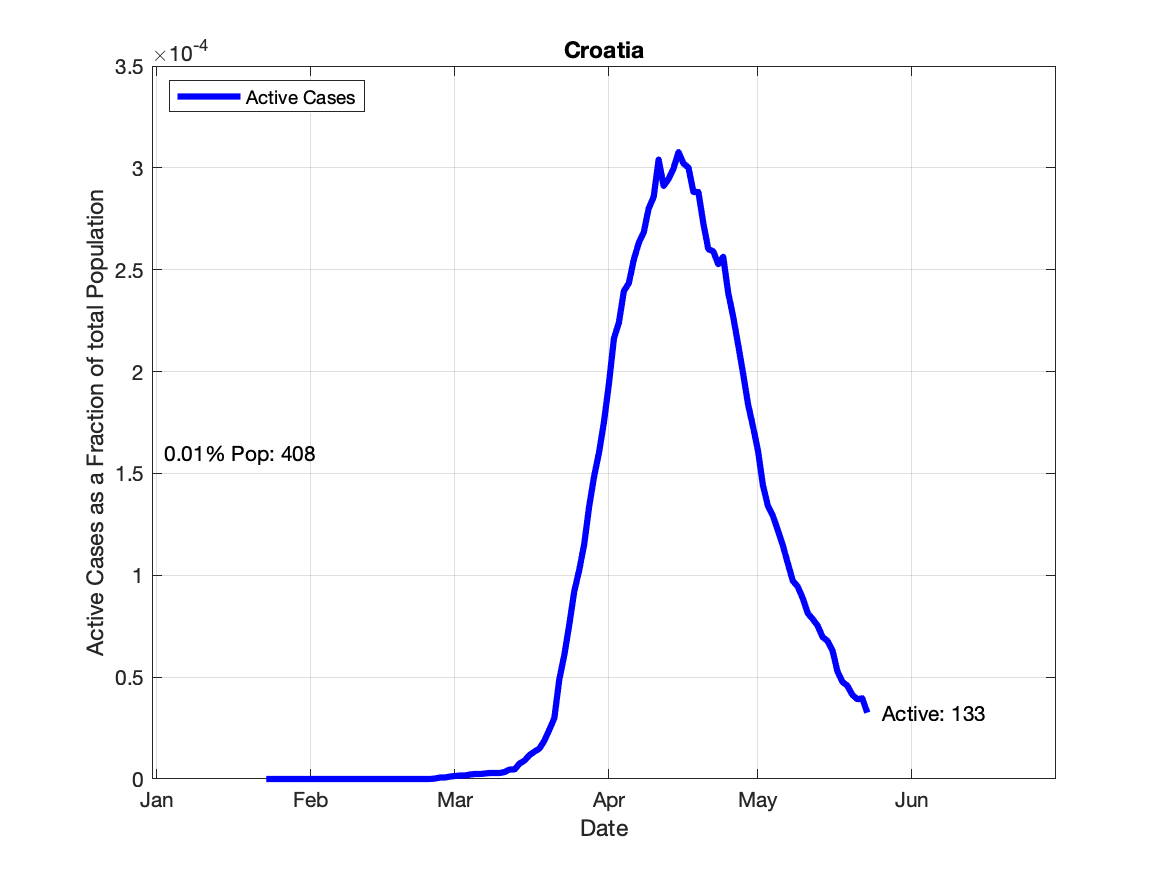 Croatia
×10-4
3.5
3
2.5
2
1.5
1
0.5
0
Active Cases
Active Cases as a Fraction of total Population
0.01% Pop: 408
Active: 133
Jan Feb Mar Apr May Jun
Date